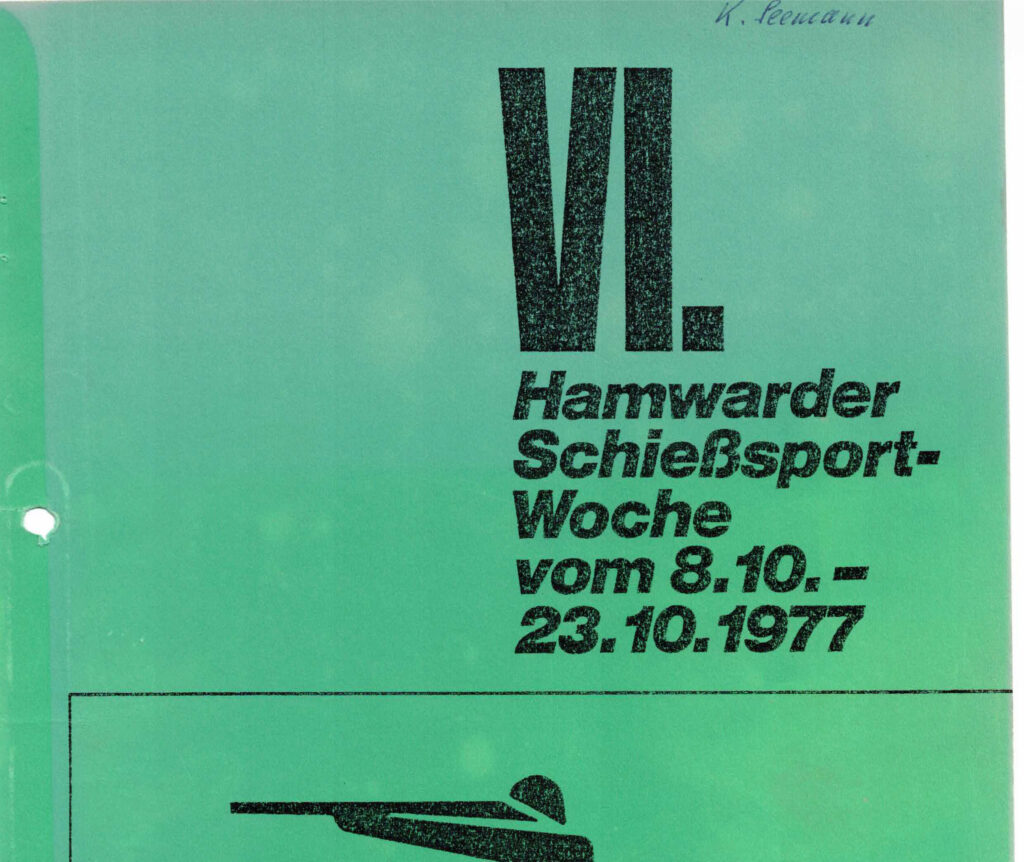 K. Seemann
VI.
Hamwarder
Schießsport-
Woche
vom 8.10. –
23.10.1977